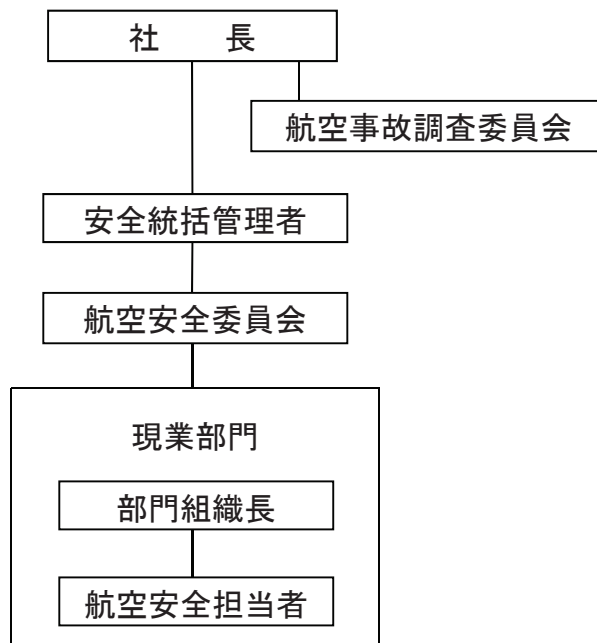 社　　長
航空事故調査委員会
安全統括管理者
航空安全委員会
現業部門
部門組織長
航空安全担当者